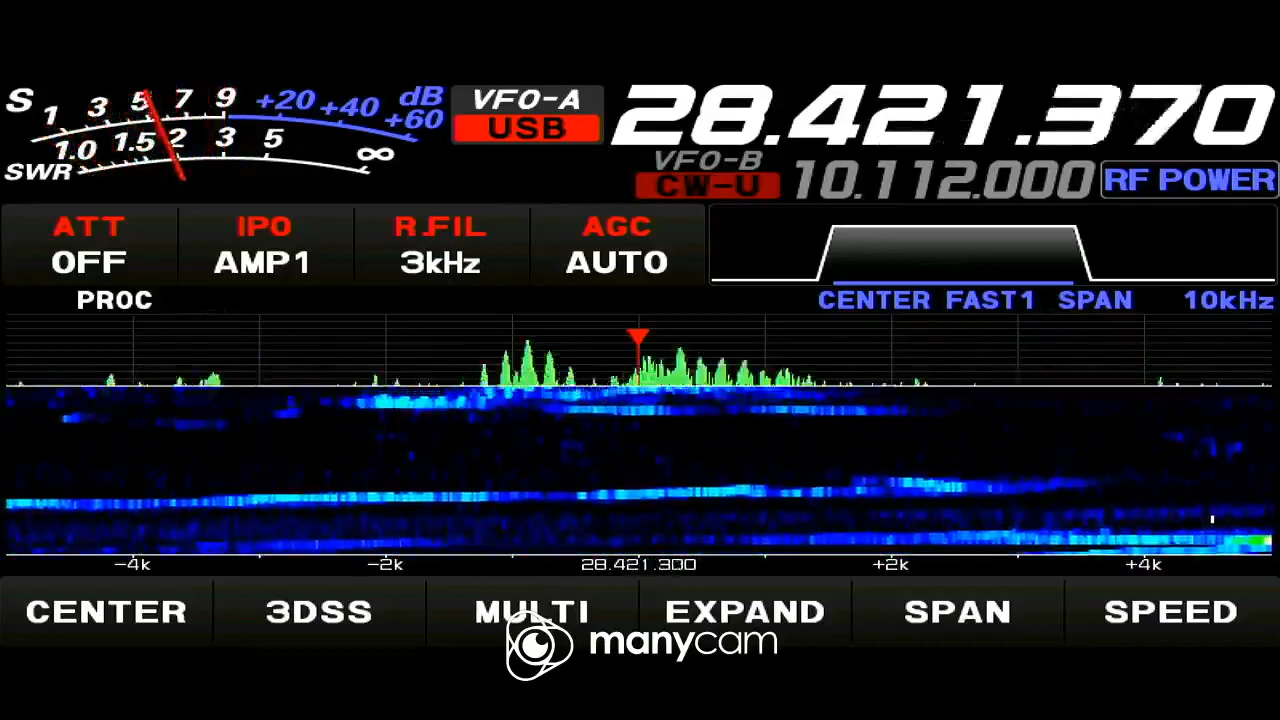 S 1 3 5 7 9 +20 +40 +60 dB
SWR 1.0 1.5 2 3 5 ∞
VFO-A
USB
28.421.370
VFO-B
CW-U
10.112.000
RF POWER
ATT
OFF
IPO
AMP1
R.FIL
3kHz
AGC
AUTO
PROC
CENTER FAST1 SPAN 10kHz
-4k -2k 28.421.300 +2k +4k
CENTER 3DSS MULTI EXPAND SPAN SPEED
manycam